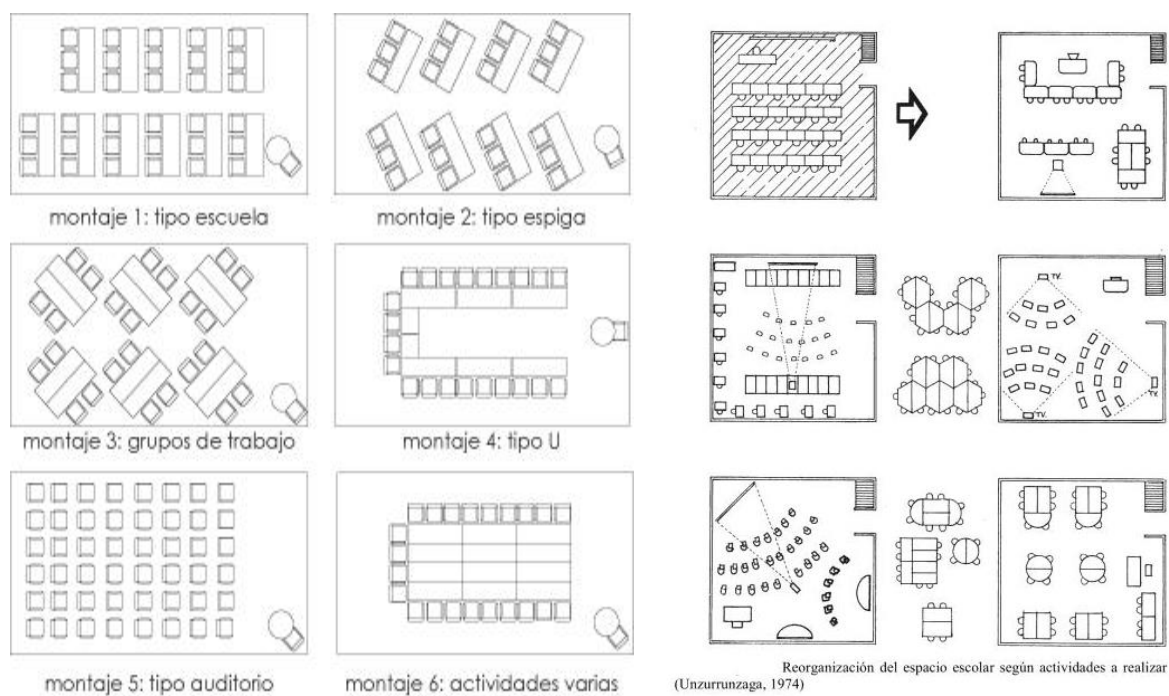 montaje 1: tipo escuela
montaje 2: tipo espiga
montaje 3: grupos de trabajo
montaje 4: tipo U
montaje 5: tipo auditorio
montaje 6: actividades varias
TV.
TV.
TV.
Reorganización del espacio escolar según actividades a realizar
(Unzurrunzaga, 1974)